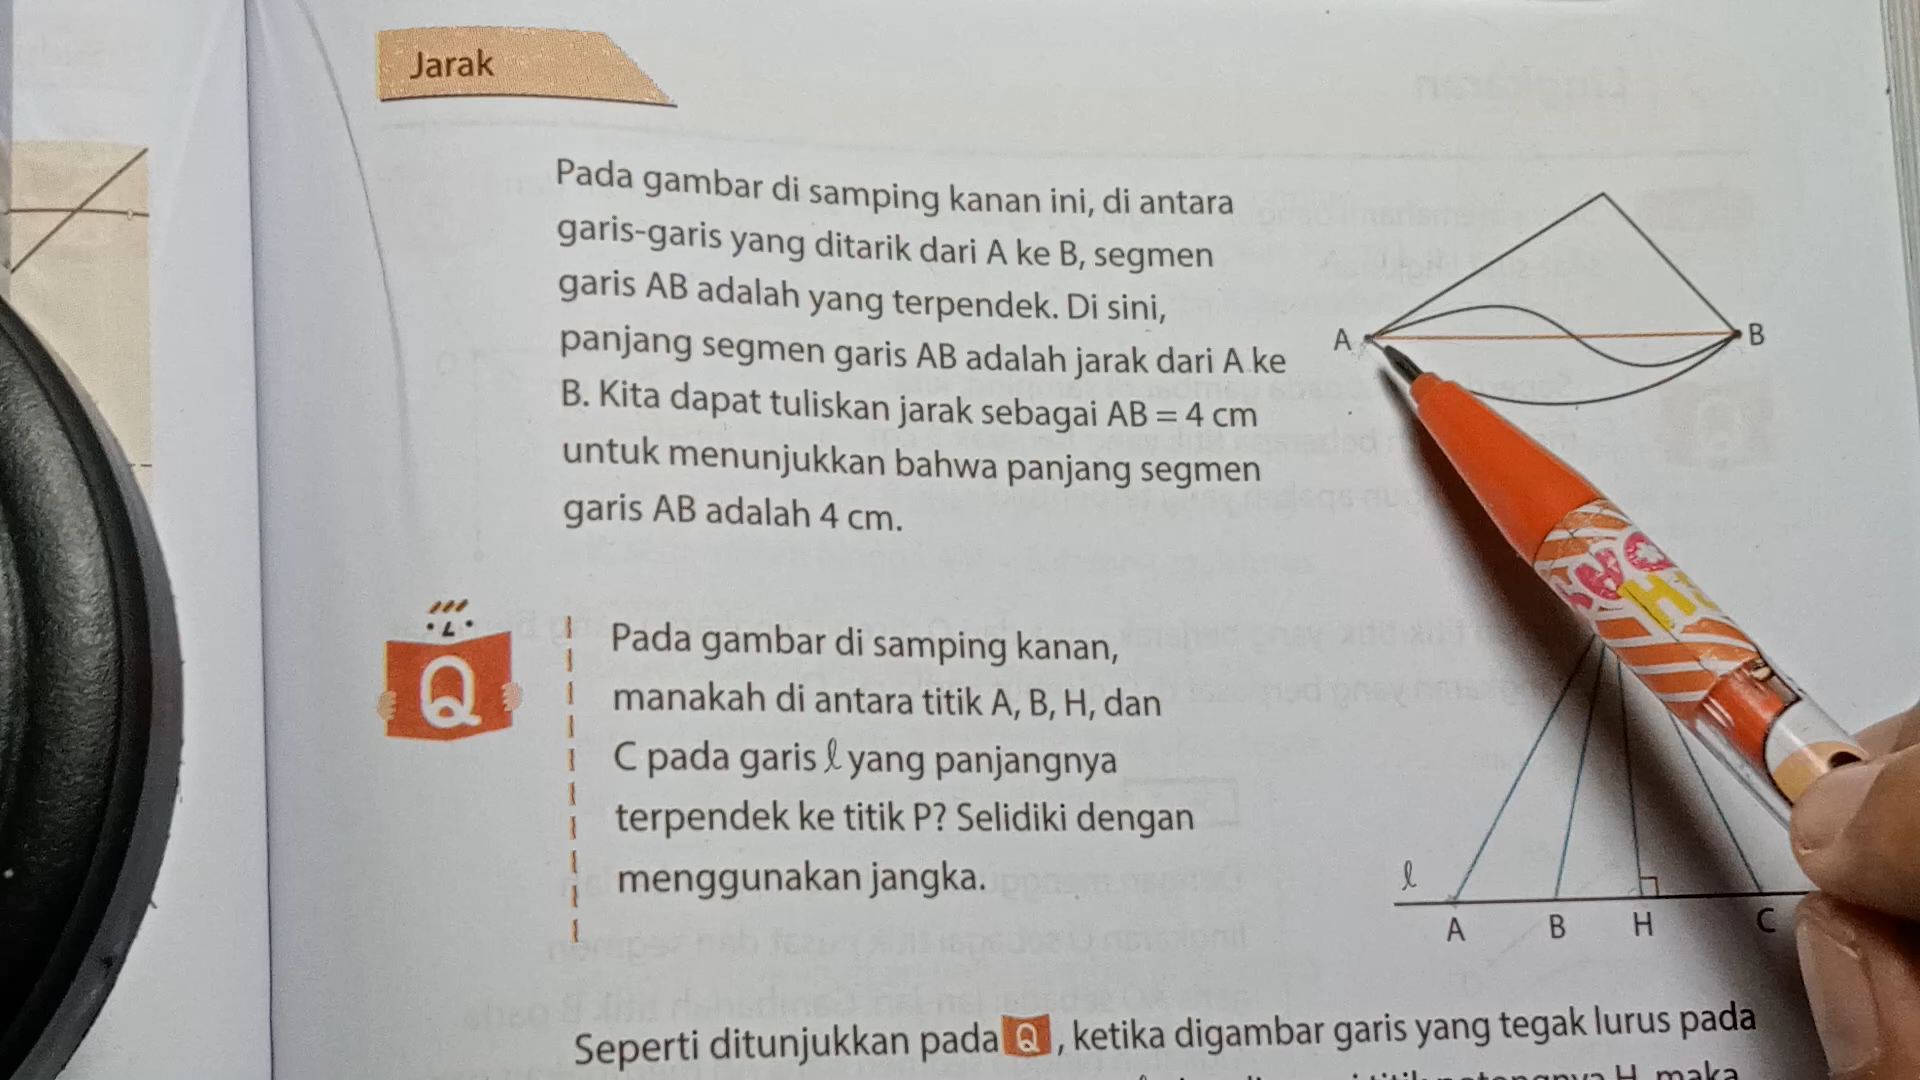 Jarak
Pada gambar di samping kanan ini, di antara
garis-garis yang ditarik dari A ke B, segmen
garis AB adalah yang terpendek. Di sini,
panjang segmen garis AB adalah jarak dari A ke
B. Kita dapat tuliskan jarak sebagai AB = 4 cm
untuk menunjukkan bahwa panjang segmen
garis AB adalah 4 cm.
A B
Q
Pada gambar di samping kanan,
manakah di antara titik A, B, H, dan
C pada garis ℓ yang panjangnya
terpendek ke titik P? Selidiki dengan
menggunakan jangka.
ℓ
A B H C
Seperti ditunjukkan pada Q, ketika digambar garis yang tegak lurus pada
H, maka